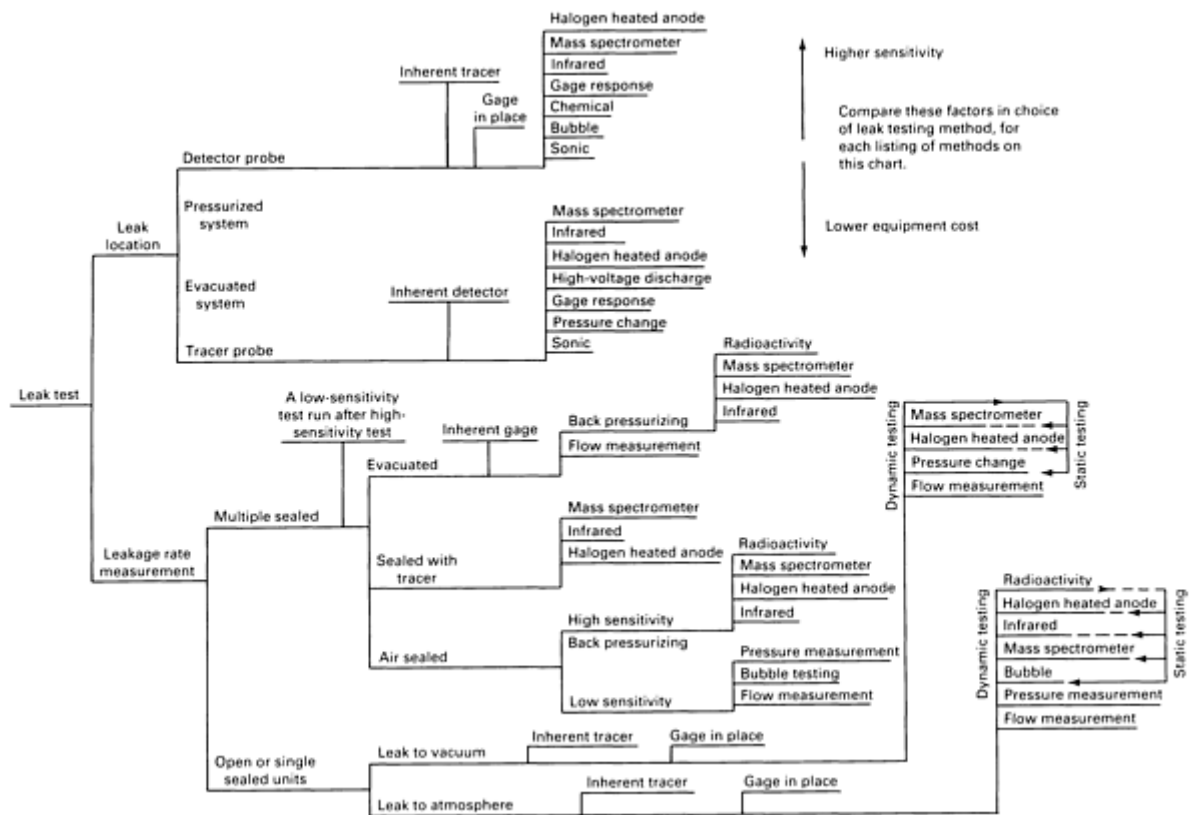 Halogen heated anode
Mass spectrometer
Infrared
Gage response
Chemical
Bubble
Sonic
Inherent tracer
Gage
in place
Detector probe
Higher sensitivity
Compare these factors in choice
of leak testing method, for
each listing of methods on
this chart.
Lower equipment cost
Pressurized
system
Leak
location
Evacuated
system
Tracer probe
Inherent detector
Mass spectrometer
Infrared
Halogen heated anode
High-voltage discharge
Gage response
Pressure change
Sonic
Leak test
A low-sensitivity
test run after high-
sensitivity test
Inherent gage
Evacuated
Back pressurizing
Flow measurement
Radioactivity
Mass spectrometer
Halogen heated anode
Infrared
Multiple sealed
Leakage rate
measurement
Sealed with
tracer
Mass spectrometer
Infrared
Halogen heated anode
Air sealed
High sensitivity
Back pressurizing
Low sensitivity
Radioactivity
Mass spectrometer
Halogen heated anode
Infrared
Pressure measurement
Bubble testing
Flow measurement
Dynamic testing
Mass spectrometer
Halogen heated anode
Pressure change
Flow measurement
Static testing
Open or single
sealed units
Leak to vacuum
Inherent tracer
Gage in place
Leak to atmosphere
Inherent tracer
Gage in place
Dynamic testing
Radioactivity
Halogen heated anode
Infrared
Mass spectrometer
Bubble
Pressure measurement
Flow measurement
Static testing